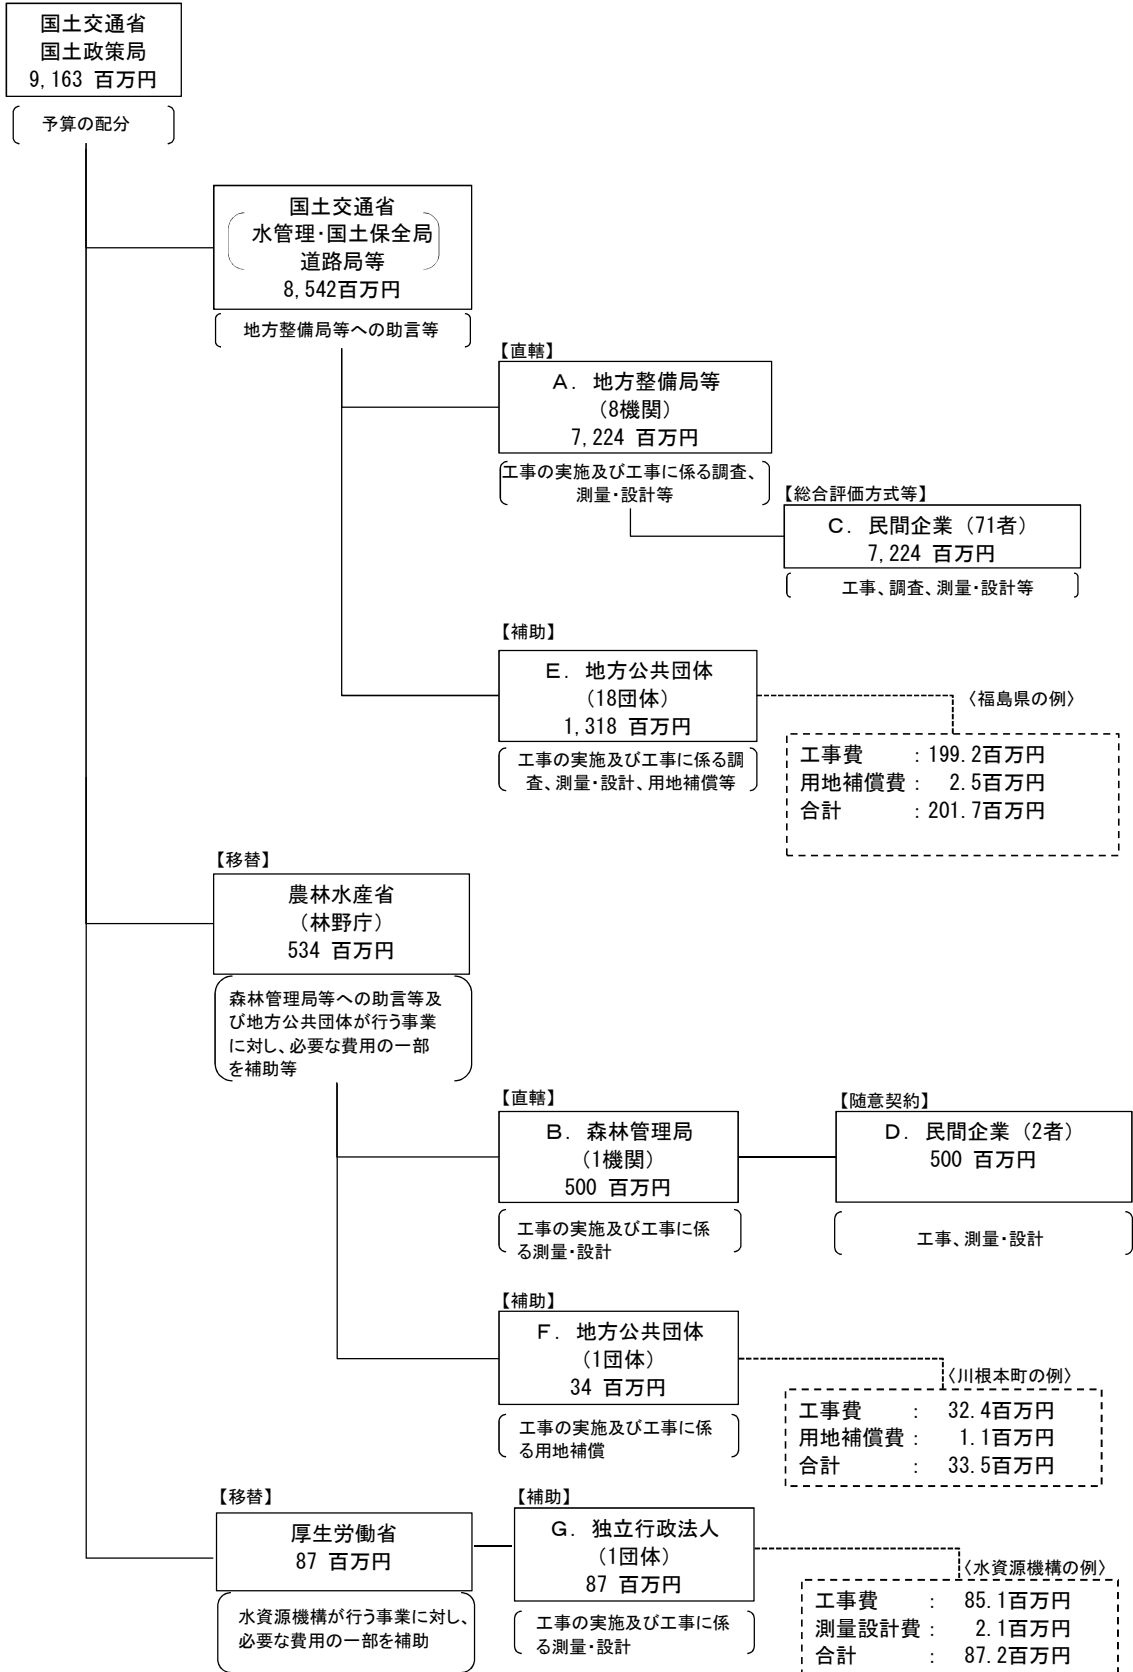 国土交通省
国土政策局
9,163 百万円
予算の配分
国土交通省
水管理・国土保全局
道路局等
8,542百万円
地方整備局等への助言等
【直轄】
A. 地方整備局等
(8機関)
7,224 百万円
工事の実施及び工事に係る調査、
測量・設計等
【総合評価方式等】
C. 民間企業(71者)
7,224 百万円
工事、調査、測量・設計等
【補助】
E. 地方公共団体
(18団体)
1,318 百万円
工事の実施及び工事に係る調
査、測量・設計、用地補償等
〈福島県の例〉
工事費 : 199.2百万円
用地補償費 : 2.5百万円
合計 : 201.7百万円
【移替】
農林水産省
(林野庁)
534 百万円
森林管理局等への助言等及
び地方公共団体が行う事業
に対し、必要な費用の一部
を補助等
【直轄】
B. 森林管理局
(1機関)
500 百万円
工事の実施及び工事に係
る測量・設計
【随意契約】
D. 民間企業(2者)
500 百万円
工事、測量・設計
【補助】
F. 地方公共団体
(1団体)
34 百万円
工事の実施及び工事に係
る用地補償
〈川根本町の例〉
工事費 : 32.4百万円
用地補償費 : 1.1百万円
合計 : 33.5百万円
【移替】
厚生労働省
87 百万円
水資源機構が行う事業に対し、
必要な費用の一部を補助
【補助】
G. 独立行政法人
(1団体)
87 百万円
工事の実施及び工事に係
る測量・設計
〈水資源機構の例〉
工事費 : 85.1百万円
測量設計費 : 2.1百万円
合計 : 87.2百万円